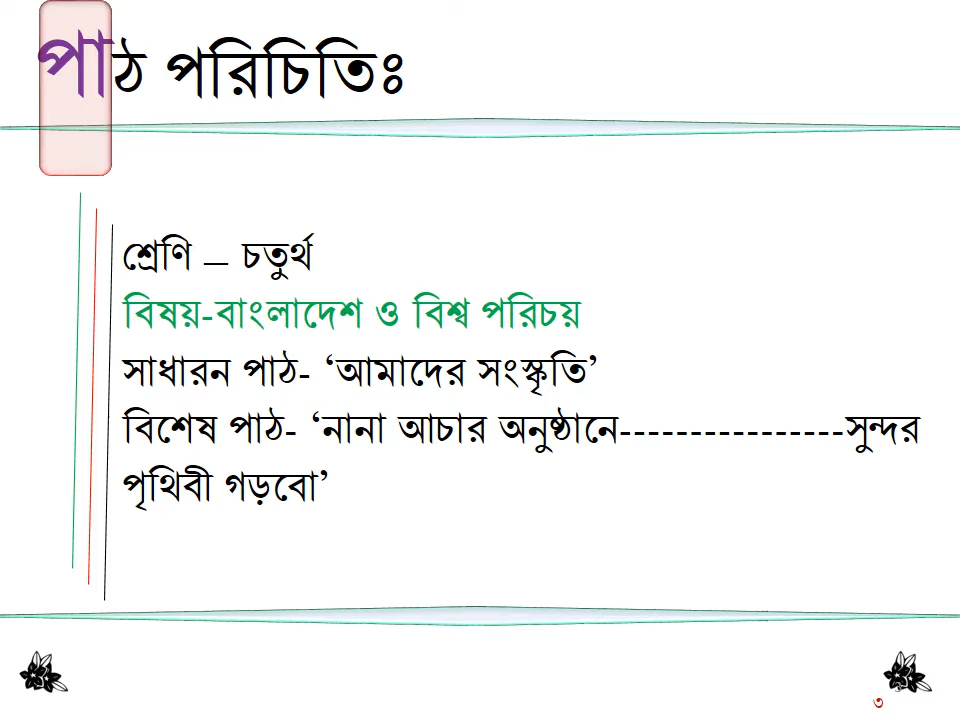 পাঠ পরিচিতিঃ
শ্রেণি – চতুর্থ
বিষয়-বাংলাদেশ ও বিশ্ব পরিচয়
সাধারন পাঠ- ‘আমাদের সংস্কৃতি’
বিশেষ পাঠ- ‘নানা আচার অনুষ্ঠানে----------------সুন্দর
পৃথিবী গড়বো’
৩